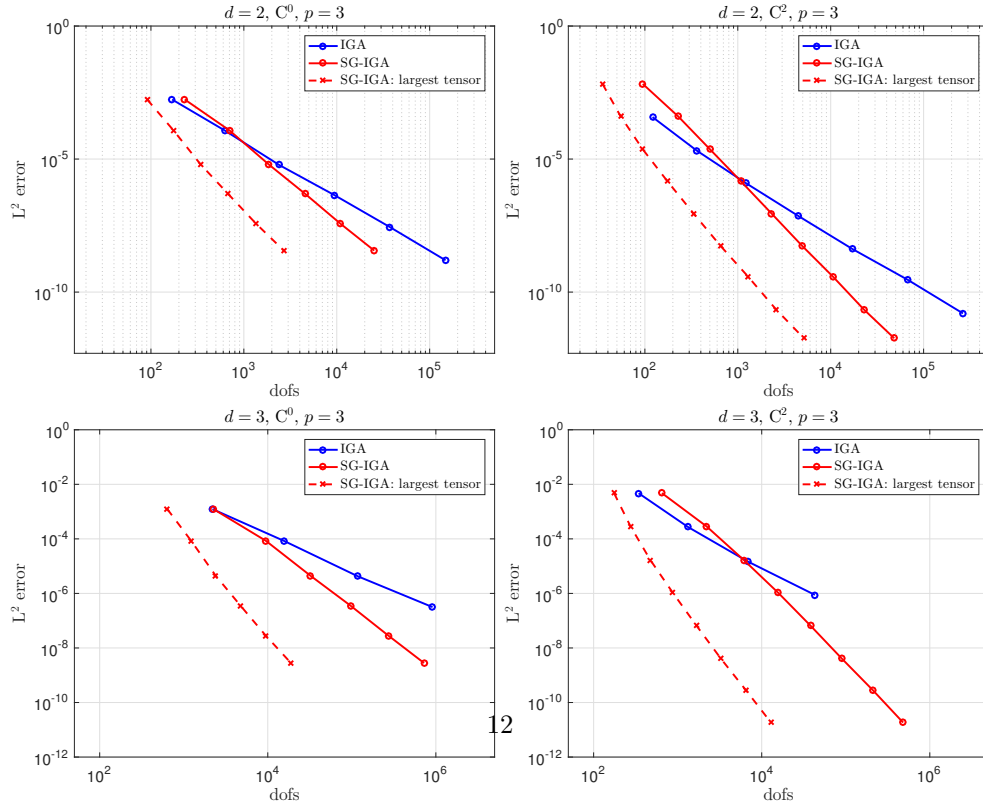 d = 2, C⁰, p = 3
IGA
SG-IGA
SG-IGA: largest tensor
10⁰
10⁻⁵
10⁻¹⁰
L² error
10² 10³ 10⁴ 10⁵
dofs
d = 2, C², p = 3
IGA
SG-IGA
SG-IGA: largest tensor
10⁰
10⁻⁵
10⁻¹⁰
L² error
10² 10³ 10⁴ 10⁵
dofs
d = 3, C⁰, p = 3
IGA
SG-IGA
SG-IGA: largest tensor
10⁰
10⁻²
10⁻⁴
10⁻⁶
10⁻⁸
10⁻¹⁰
10⁻¹²
L² error
10² 10⁴ 10⁶
dofs
d = 3, C², p = 3
IGA
SG-IGA
SG-IGA: largest tensor
10⁰
10⁻²
10⁻⁴
10⁻⁶
10⁻⁸
10⁻¹⁰
10⁻¹²
L² error
10² 10⁴ 10⁶
dofs
12